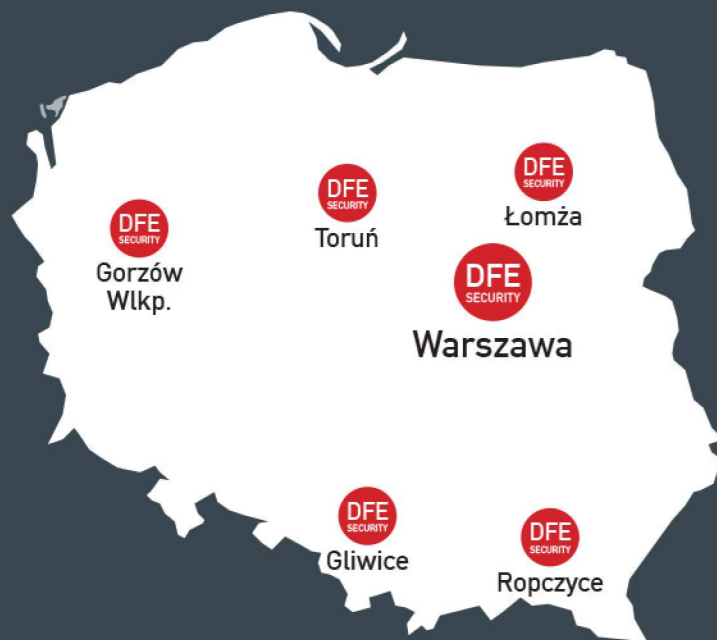 DFE
SECURITY
Łomża
DFE
SECURITY
Toruń
DFE
SECURITY
Gorzów
Wlkp.
DFE
SECURITY
Warszawa
DFE
SECURITY
Gliwice
DFE
SECURITY
Ropczyce